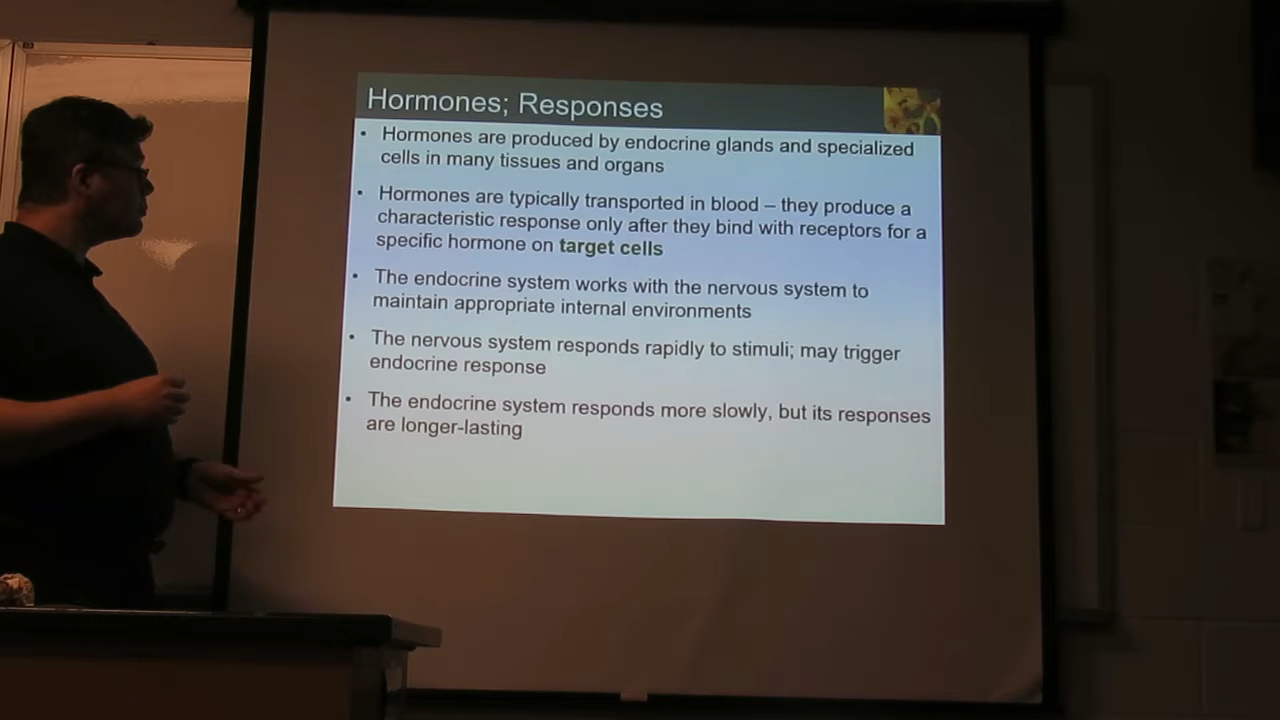 Hormones; Responses
• Hormones are produced by endocrine glands and specialized
cells in many tissues and organs
• Hormones are typically transported in blood – they produce a
characteristic response only after they bind with receptors for a
specific hormone on target cells
• The endocrine system works with the nervous system to
maintain appropriate internal environments
• The nervous system responds rapidly to stimuli; may trigger
endocrine response
• The endocrine system responds more slowly, but its responses
are longer-lasting